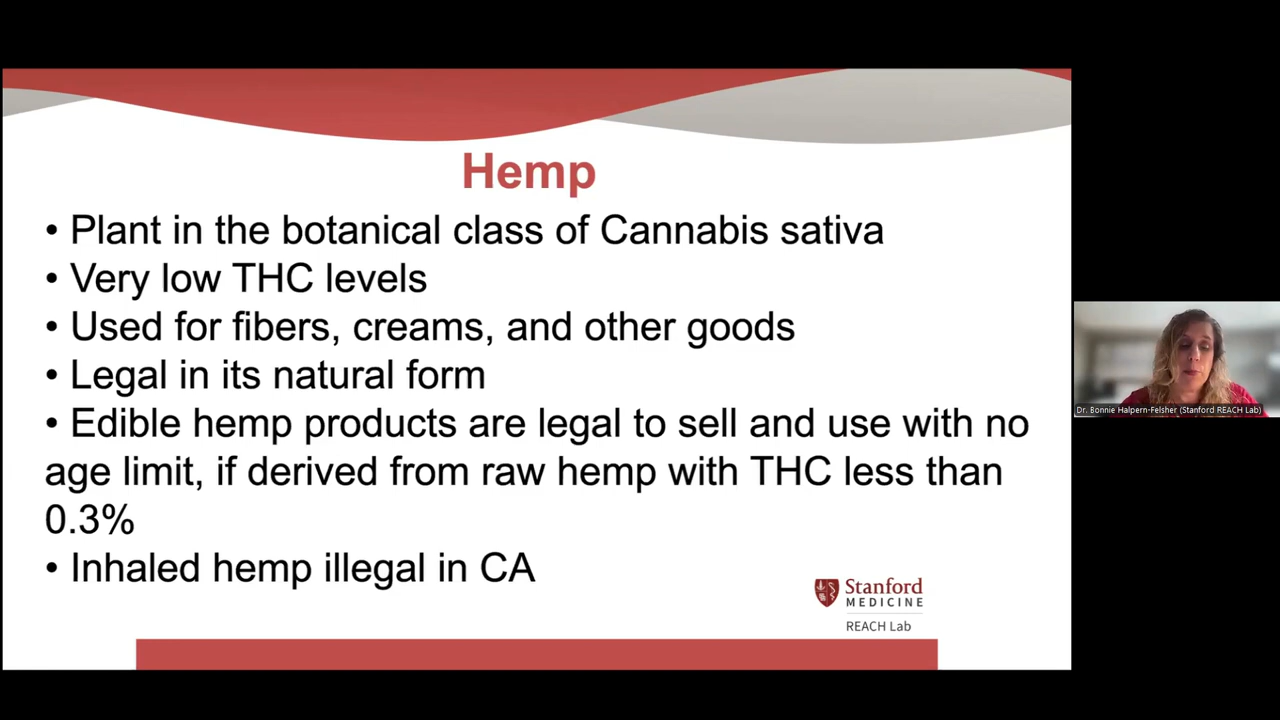 Hemp
• Plant in the botanical class of Cannabis sativa
• Very low THC levels
• Used for fibers, creams, and other goods
• Legal in its natural form
• Edible hemp products are legal to sell and use with no
age limit, if derived from raw hemp with THC less than
0.3%
• Inhaled hemp illegal in CA
Stanford
MEDICINE
REACH Lab
Dr. Bonnie Halpern-Felsher (Stanford REACH Lab)